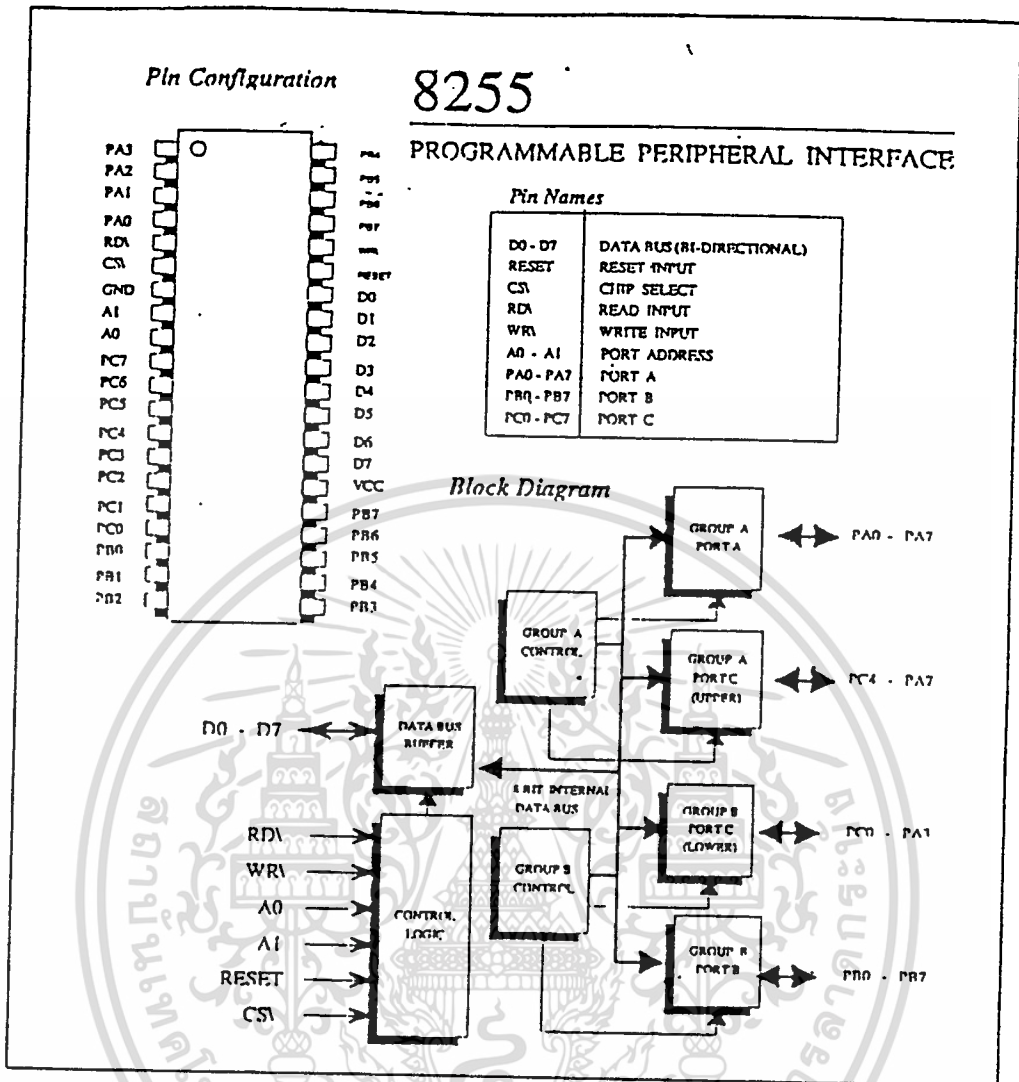 Pin Configuration
8255
PROGRAMMABLE PERIPHERAL INTERFACE
PA3
PA2
PA1
PA0
RD\
CS\
GND
A1
A0
PC7
PC6
PC5
PC4
PC3
PC2
PC1
PC0
PB0
PB1
PB2
RESET
D0
D1
D2
D3
D4
D5
D6
D7
VCC
PB7
PB6
PB5
PB4
PB3
Pin Names
D0 - D7 DATA BUS (BI-DIRECTIONAL)
RESET RESET INPUT
CS\ CHIP SELECT
RD\ READ INPUT
WR\ WRITE INPUT
A0 - A1 PORT ADDRESS
PA0 - PA7 PORT A
PB0 - PB7 PORT B
PC0 - PC7 PORT C
Block Diagram
GROUP A
PORT A
PA0 - PA7
GROUP A
CONTROL
GROUP A
PORT C
(UPPER)
PC4 - PA7
D0 - D7
DATA BUS
BUFFER
8 BIT INTERNAL
DATA BUS
GROUP B
PORT C
(LOWER)
PC0 - PA3
RD\
WR\
A0
A1
RESET
CS\
CONTROL
LOGIC
GROUP B
CONTROL
GROUP B
PORT B
PB0 - PB7